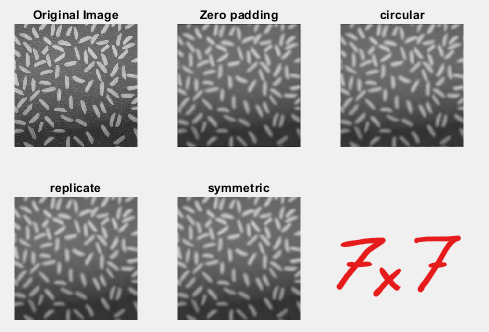 Original Image
Zero padding
circular
replicate
symmetric
7x7